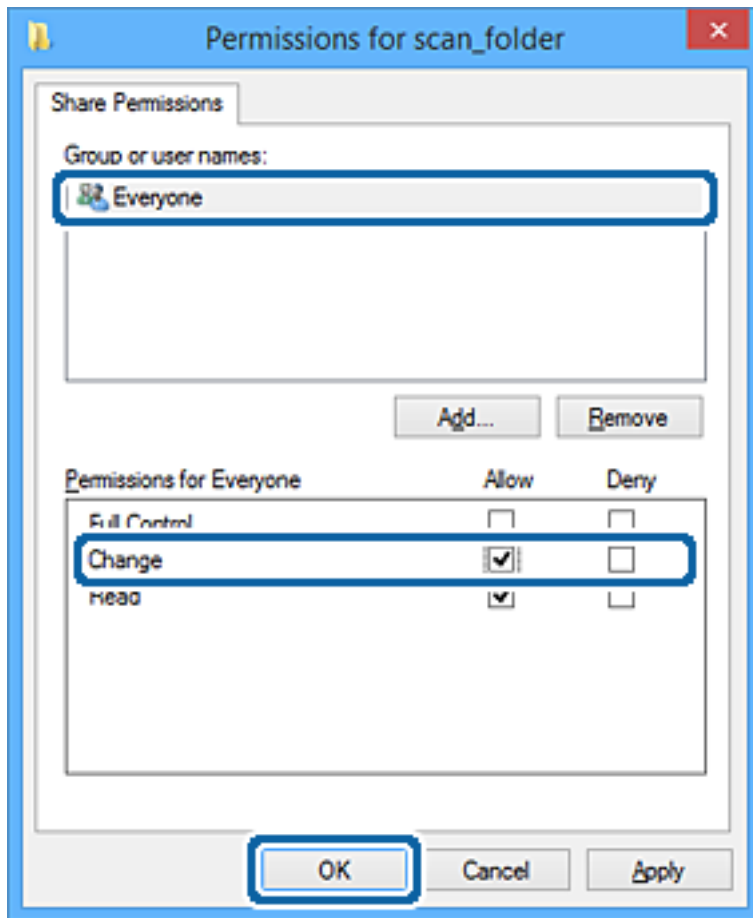 Permissions for scan_folder
Share Permissions
Group or user names:
Everyone
Add... Remove
Permissions for Everyone Allow Deny
Full Control
Change
Read
OK Cancel Apply